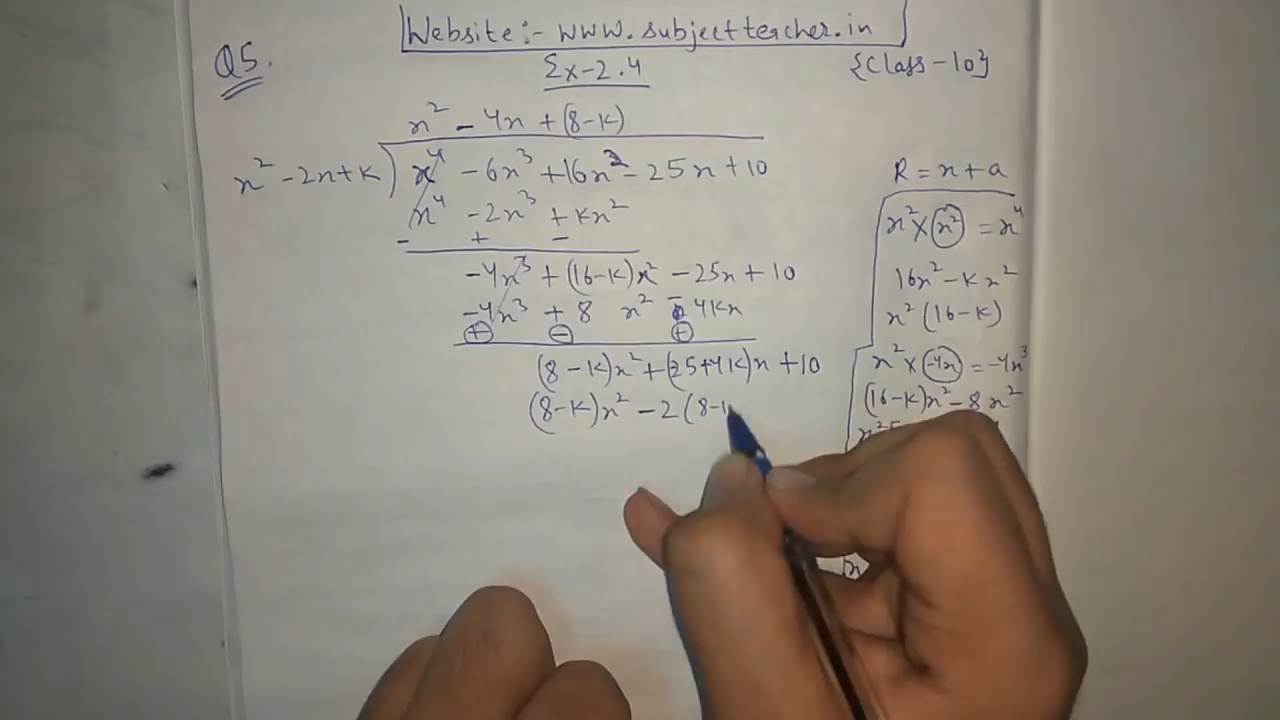 Website:- www.subjectteacher.in
Q5.
Ex-2.4
{Class-10}
x² - 4x + (8-K)
x² - 2x + K ) x⁴ - 6x³ + 16x² - 25x + 10
x⁴ - 2x³ + Kx²
- + -
-4x³ + (16-K)x² - 25x + 10
-4x³ + 8 x² - 4Kx
+ - +
(8-K)x² + (25+4K)x + 10
(8-K)x² - 2(8-
R = x + a
x² × x² = x⁴
16x² - Kx²
x²(16-K)
x² × -4x = -4x³
(16-K)x² - 8x²